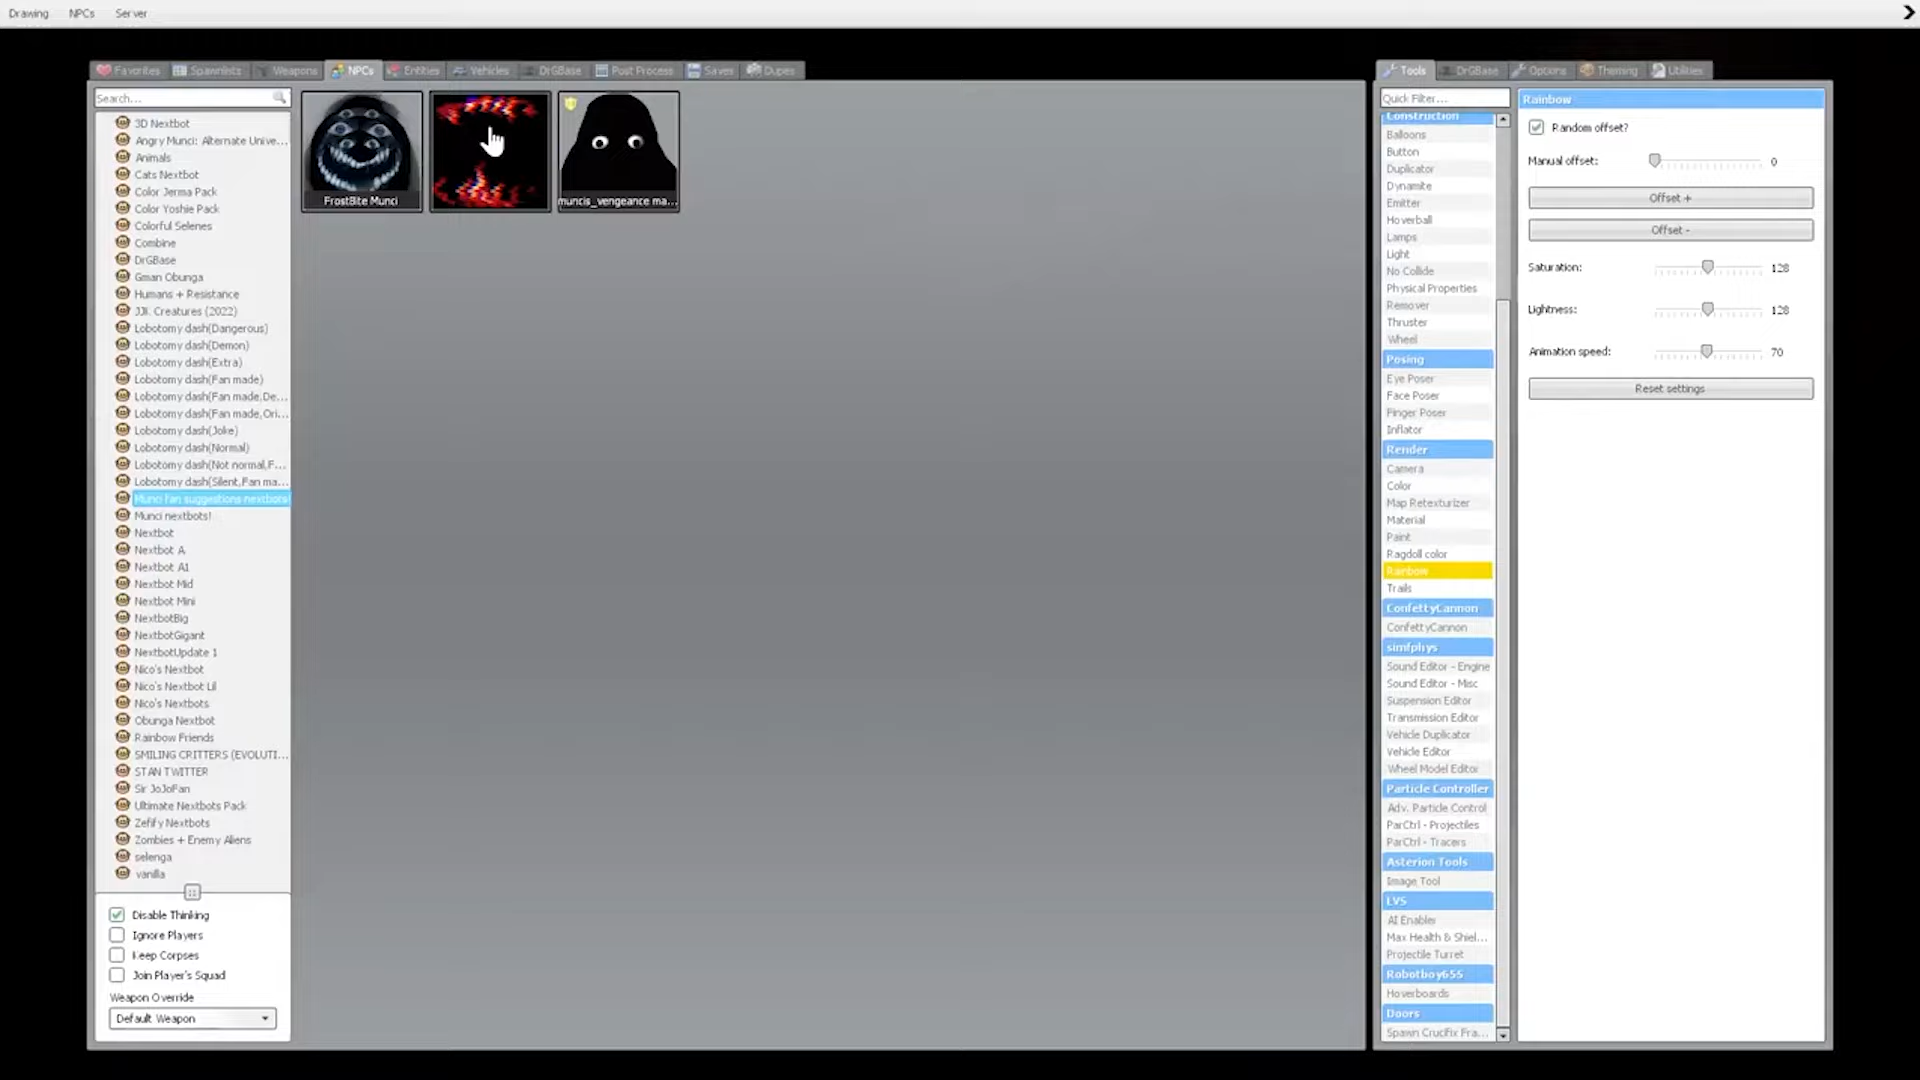 Drawing NPCs Server
Favorites Spawnlists Weapons NPCs Entities Vehicles DrGBase Post Process Saves Dupes
Search...
3D Nextbot
Angry Munci: Alternate Unive...
Animals
Cats Nextbot
Color Jerma Pack
Color Yoshie Pack
Colorful Selenes
Combine
DrGBase
Gman Obunga
Humans + Resistance
JJK Creatures (2022)
Lobotomy dash(Dangerous)
Lobotomy dash(Demon)
Lobotomy dash(Extra)
Lobotomy dash(Fan made)
Lobotomy dash(Fan made,De...
Lobotomy dash(Fan made,Ori...
Lobotomy dash(Joke)
Lobotomy dash(Normal)
Lobotomy dash(Not normal,F...
Lobotomy dash(Silent,Fan ma...
Munci fan suggestions nextbots!
Munci nextbots!
Nextbot
Nextbot A
Nextbot A1
Nextbot Mid
Nextbot Mini
NextbotBig
NextbotGigant
NextbotUpdate 1
Nico's Nextbot
Nico's Nextbot Lil
Nico's Nextbots
Obunga Nextbot
Rainbow Friends
SMILING CRITTERS (EVOLUTI...
STAN TWITTER
Sir JoJoFan
Ultimate Nextbots Pack
Zefify Nextbots
Zombies + Enemy Aliens
selenga
vanilla
Disable Thinking
Ignore Players
Keep Corpses
Join Player's Squad
Weapon Override
Default Weapon
FrostBite Munci
muncis_vengeance ma...
Tools DrGBase Options Theming Utilities
Quick Filter...
Construction
Balloons
Button
Duplicator
Dynamite
Emitter
Hoverball
Lamps
Light
No Collide
Physical Properties
Remover
Thruster
Wheel
Posing
Eye Poser
Face Poser
Finger Poser
Inflator
Render
Camera
Color
Map Retexturizer
Material
Paint
Ragdoll color
Rainbow
Trails
ConfettyCannon
ConfettyCannon
simfphys
Sound Editor - Engine
Sound Editor - Misc
Suspension Editor
Transmission Editor
Vehicle Duplicator
Vehicle Editor
Wheel Model Editor
Particle Controller
Adv. Particle Control
ParCtrl - Projectiles
ParCtrl - Tracers
Asterion Tools
Image Tool
LVS
AI Enabler
Max Health & Shiel...
Projectile Turret
Robotboy655
Hoverboards
Doors
Spawn Crucifix Fra...
Rainbow
Random offset?
Manual offset: 0
Offset +
Offset -
Saturation: 128
Lightness: 128
Animation speed: 70
Reset settings